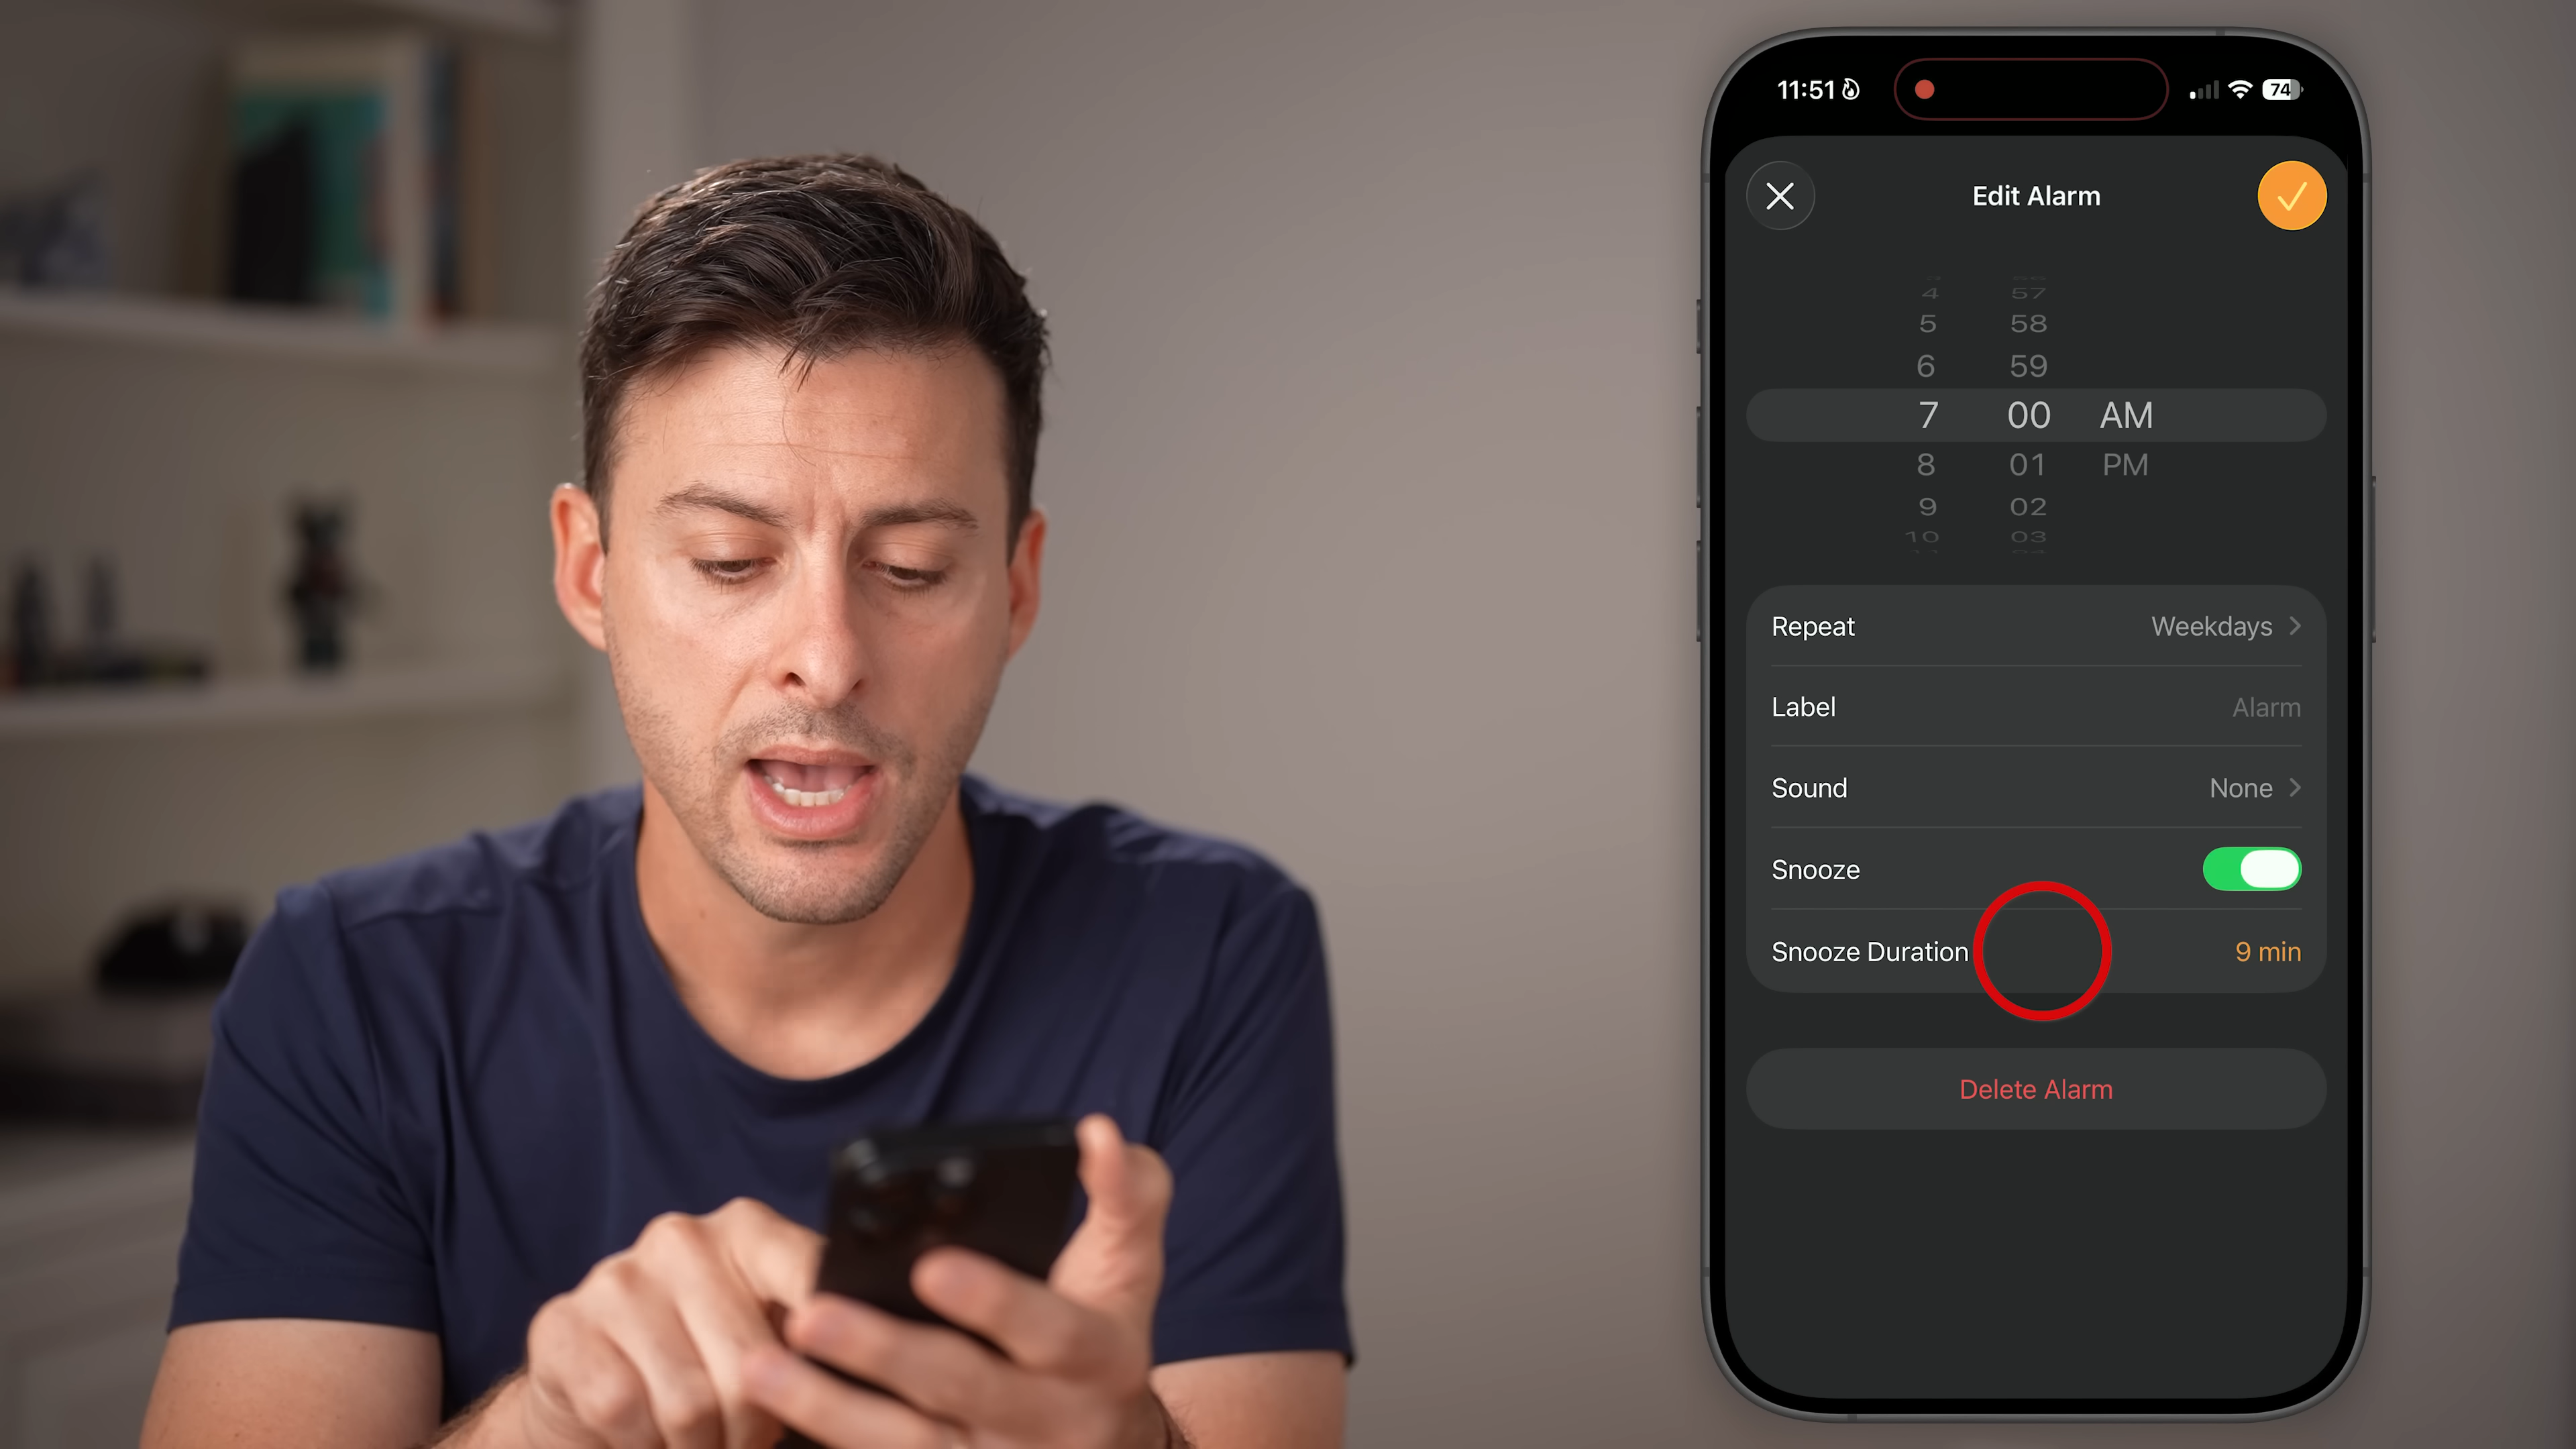 11:51 74
Edit Alarm
4 57
5 58
6 59
7 00 AM
8 01 PM
9 02
10 03
Repeat Weekdays
Label Alarm
Sound None
Snooze
Snooze Duration 9 min
Delete Alarm